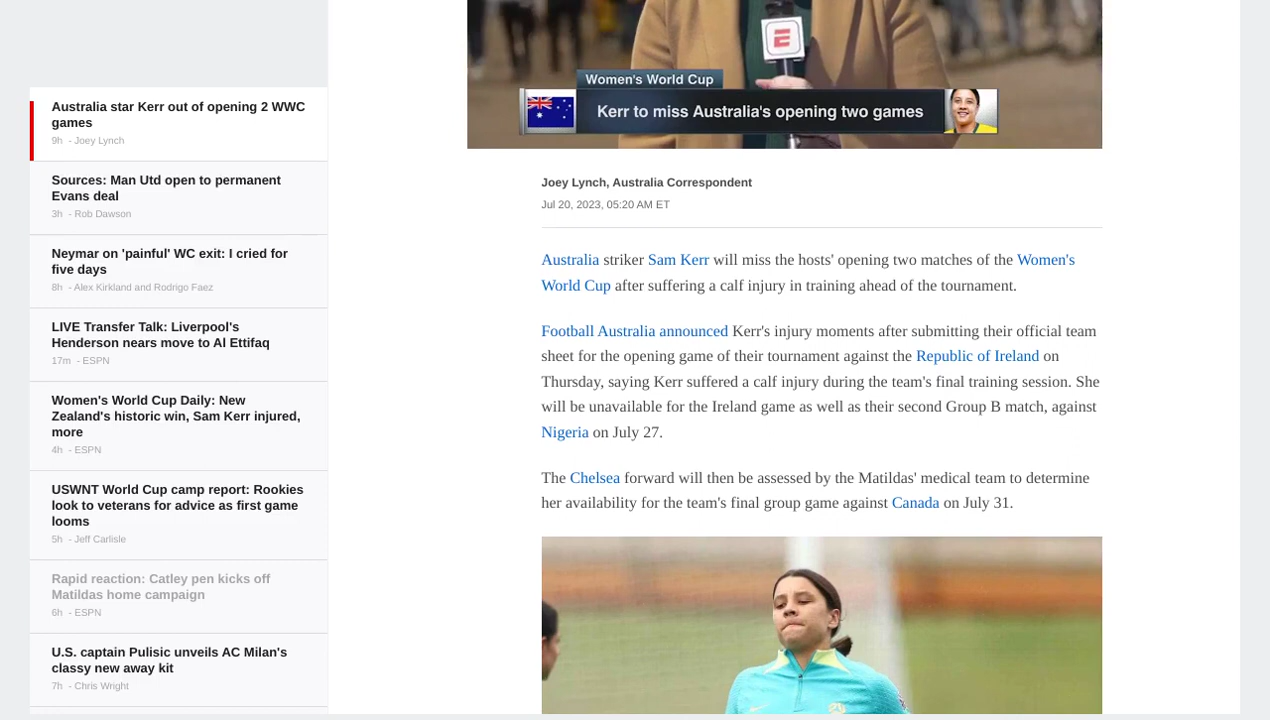 Australia star Kerr out of opening 2 WWC
games
9h - Joey Lynch
Sources: Man Utd open to permanent
Evans deal
3h - Rob Dawson
Neymar on 'painful' WC exit: I cried for
five days
8h - Alex Kirkland and Rodrigo Faez
LIVE Transfer Talk: Liverpool's
Henderson nears move to Al Ettifaq
17m - ESPN
Women's World Cup Daily: New
Zealand's historic win, Sam Kerr injured,
more
4h - ESPN
USWNT World Cup camp report: Rookies
look to veterans for advice as first game
looms
5h - Jeff Carlisle
Rapid reaction: Catley pen kicks off
Matildas home campaign
6h - ESPN
U.S. captain Pulisic unveils AC Milan's
classy new away kit
7h - Chris Wright
E
Women's World Cup
Kerr to miss Australia's opening two games
Joey Lynch, Australia Correspondent
Jul 20, 2023, 05:20 AM ET
Australia striker Sam Kerr will miss the hosts' opening two matches of the Women's
World Cup after suffering a calf injury in training ahead of the tournament.
Football Australia announced Kerr's injury moments after submitting their official team
sheet for the opening game of their tournament against the Republic of Ireland on
Thursday, saying Kerr suffered a calf injury during the team's final training session. She
will be unavailable for the Ireland game as well as their second Group B match, against
Nigeria on July 27.
The Chelsea forward will then be assessed by the Matildas' medical team to determine
her availability for the team's final group game against Canada on July 31.